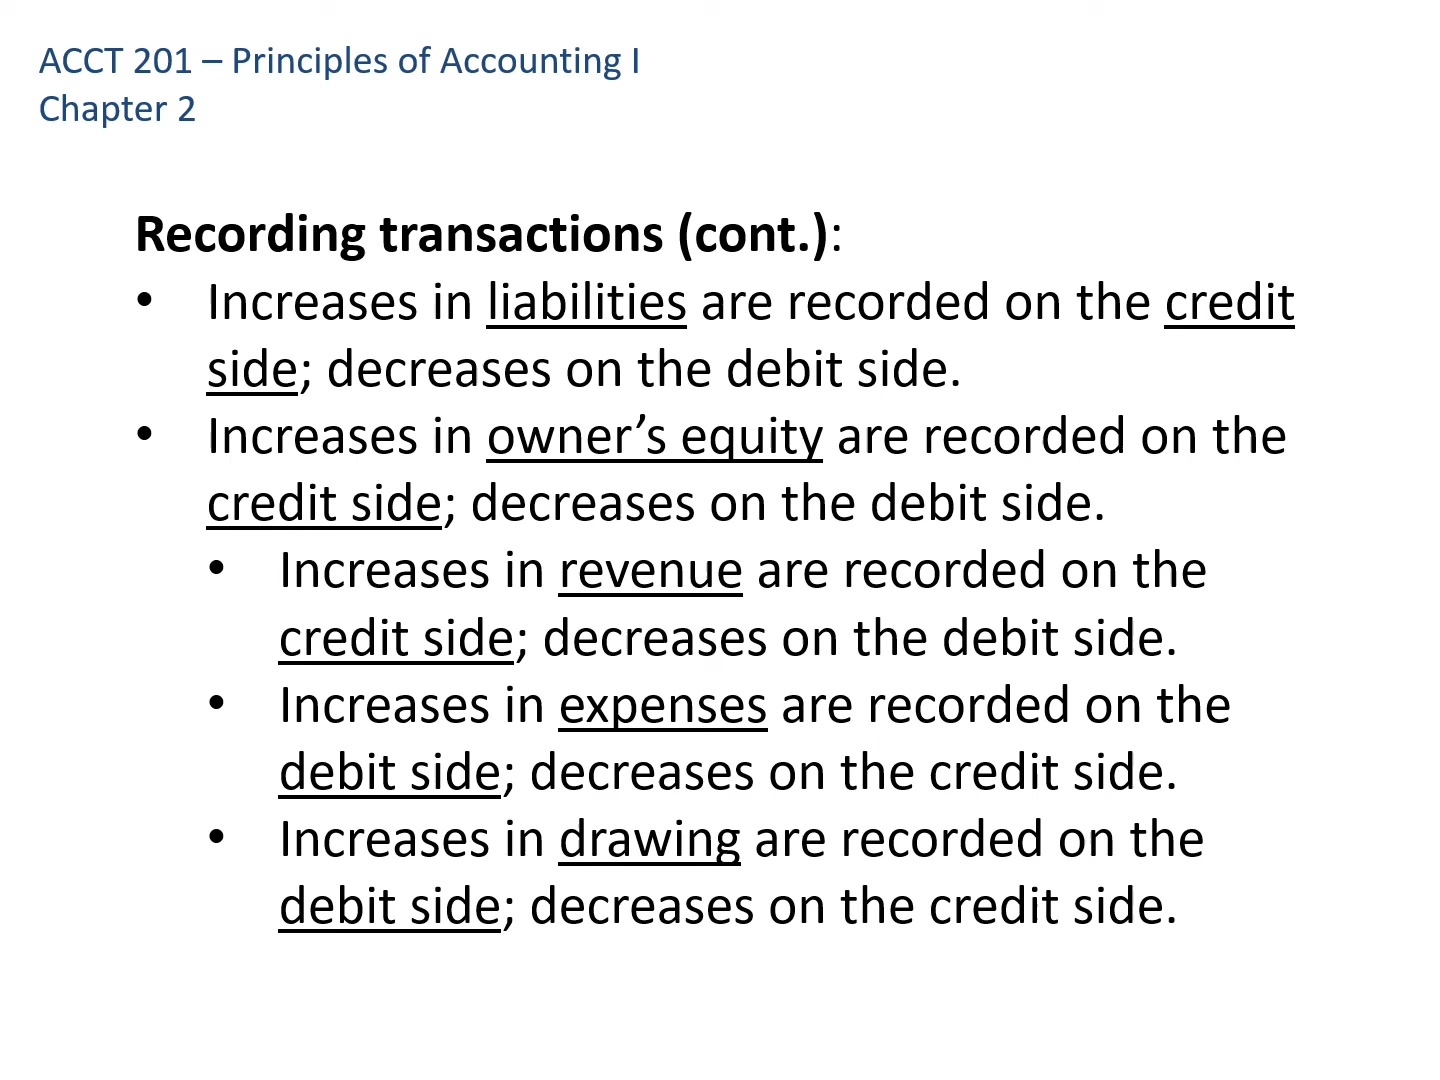 ACCT 201 – Principles of Accounting I
Chapter 2
Recording transactions (cont.):
• Increases in liabilities are recorded on the credit
side; decreases on the debit side.
• Increases in owner’s equity are recorded on the
credit side; decreases on the debit side.
• Increases in revenue are recorded on the
credit side; decreases on the debit side.
• Increases in expenses are recorded on the
debit side; decreases on the credit side.
• Increases in drawing are recorded on the
debit side; decreases on the credit side.